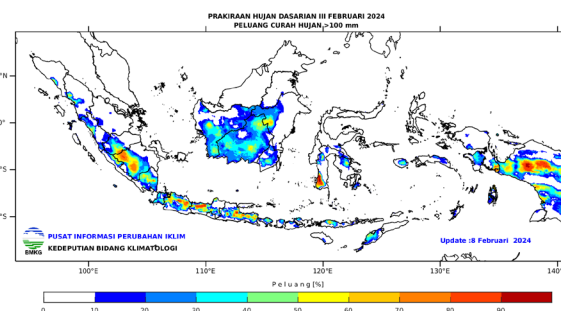 PRAKIRAAN HUJAN DASARIAN III FEBRUARI 2024
PELUANG CURAH HUJAN >100 mm
°N
0°
°S
°S
PUSAT INFORMASI PERUBAHAN IKLIM
KEDEPUTIAN BIDANG KLIMATOLOGI
BMKG
Update :8 Februari 2024
100°E 110°E 120°E 130°E 140°
Peluang [%]
0 10 20 30 40 50 60 70 80 90